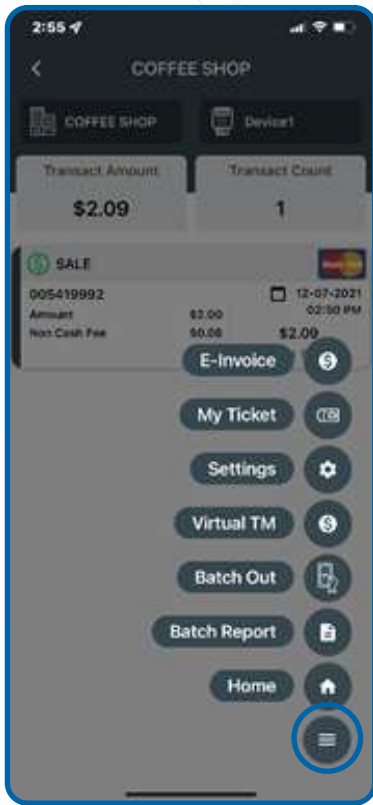 2:55
COFFEE SHOP
COFFEE SHOP Device1
Transact Amount Transact Count
$2.09 1
SALE
005419992 12-07-2021
Amount $2.00 02:50 PM
Non Cash Fee $2.09
E-Invoice
My Ticket
Settings
Virtual TM
Batch Out
Batch Report
Home